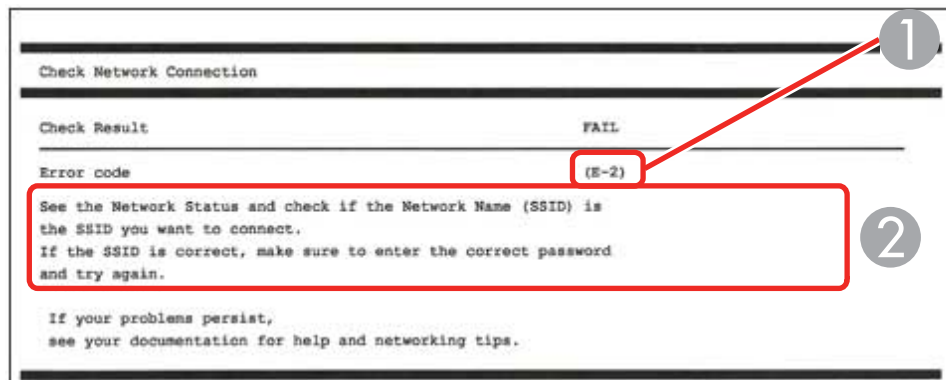 1
Check Network Connection
Check Result FAIL
Error code (E-2)
See the Network Status and check if the Network Name (SSID) is
the SSID you want to connect.
If the SSID is correct, make sure to enter the correct password
and try again.
2
If your problems persist,
see your documentation for help and networking tips.